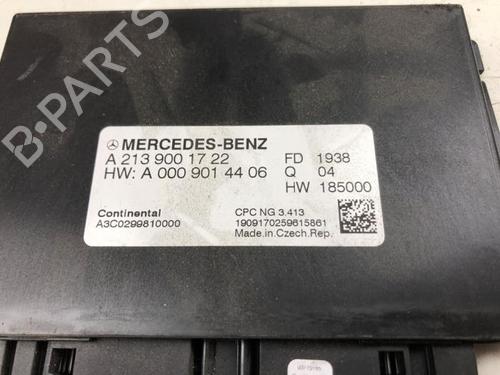 B-PARTS
MERCEDES-BENZ
A 213 900 17 22 FD 1938
HW: A 000 901 44 06 Q 04
HW 185000
Continental CPC NG 3.413
A3C0299810000 1909170259615861
Made.in.Czech.Rep.